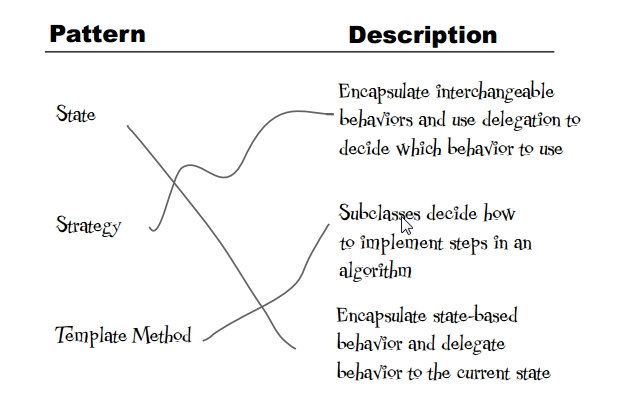 Pattern
Description
State
Encapsulate interchangeable
behaviors and use delegation to
decide which behavior to use
Strategy
Subclasses decide how
to implement steps in an
algorithm
Template Method
Encapsulate state-based
behavior and delegate
behavior to the current state